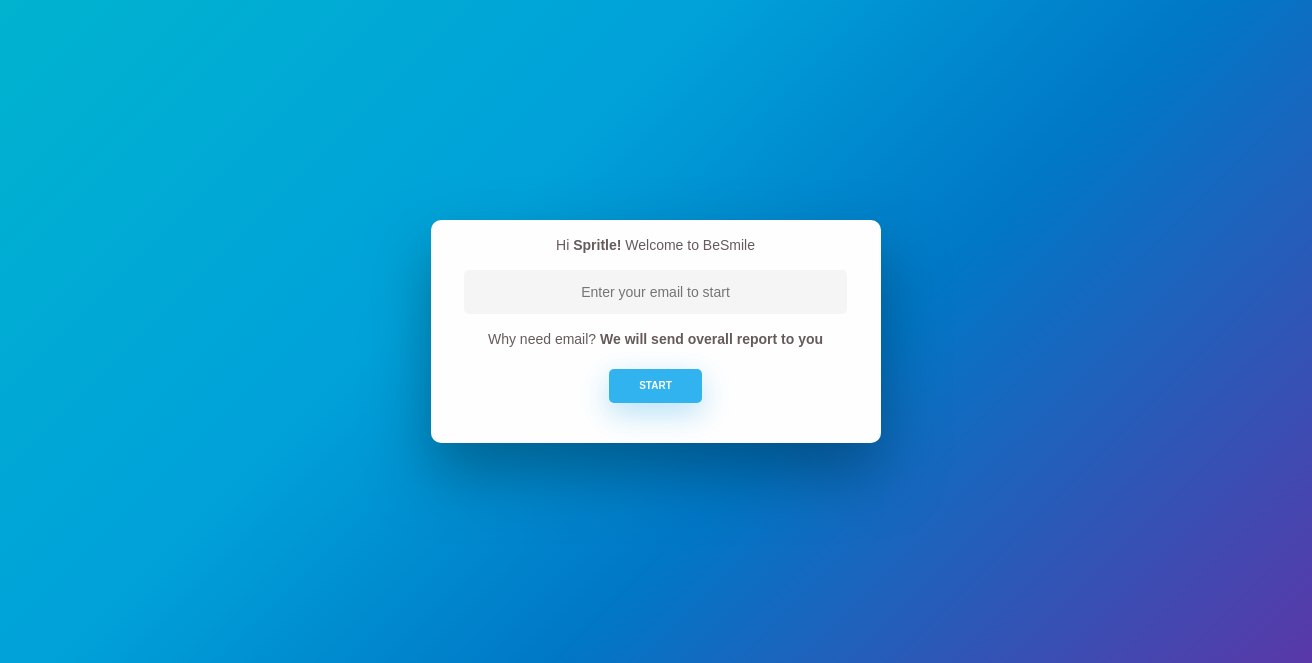 Hi Spritle! Welcome to BeSmile
Enter your email to start
Why need email? We will send overall report to you
START